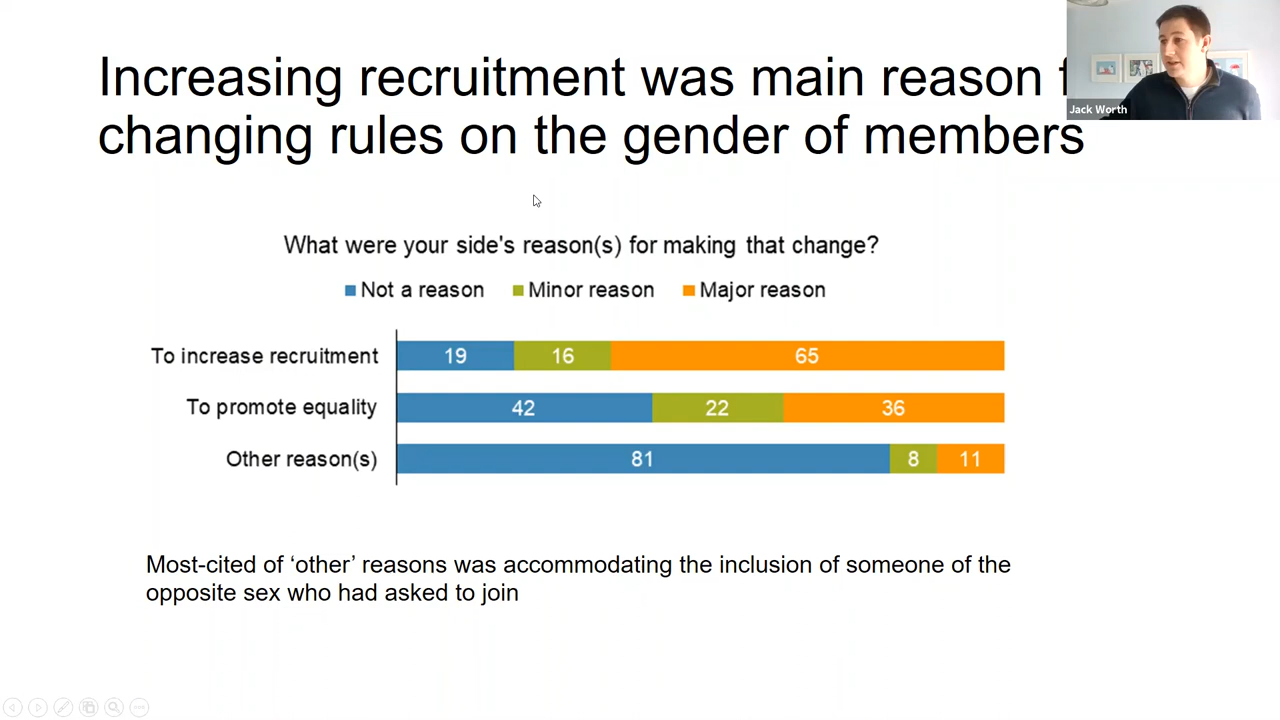 Increasing recruitment was main reason
changing rules on the gender of members
Jack Worth
What were your side's reason(s) for making that change?
Not a reason Minor reason Major reason
To increase recruitment 19 16 65
To promote equality 42 22 36
Other reason(s) 81 8 11
Most-cited of ‘other’ reasons was accommodating the inclusion of someone of the
opposite sex who had asked to join